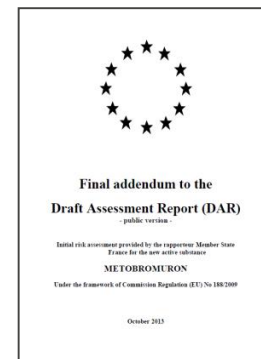 Final addendum to the
Draft Assessment Report (DAR)
- public version -
Initial risk assessment provided by the rapporteur Member State
France for the new active substance
METOBROMURON
Under the framework of Commission Regulation (EU) No 188/2009
October 2013